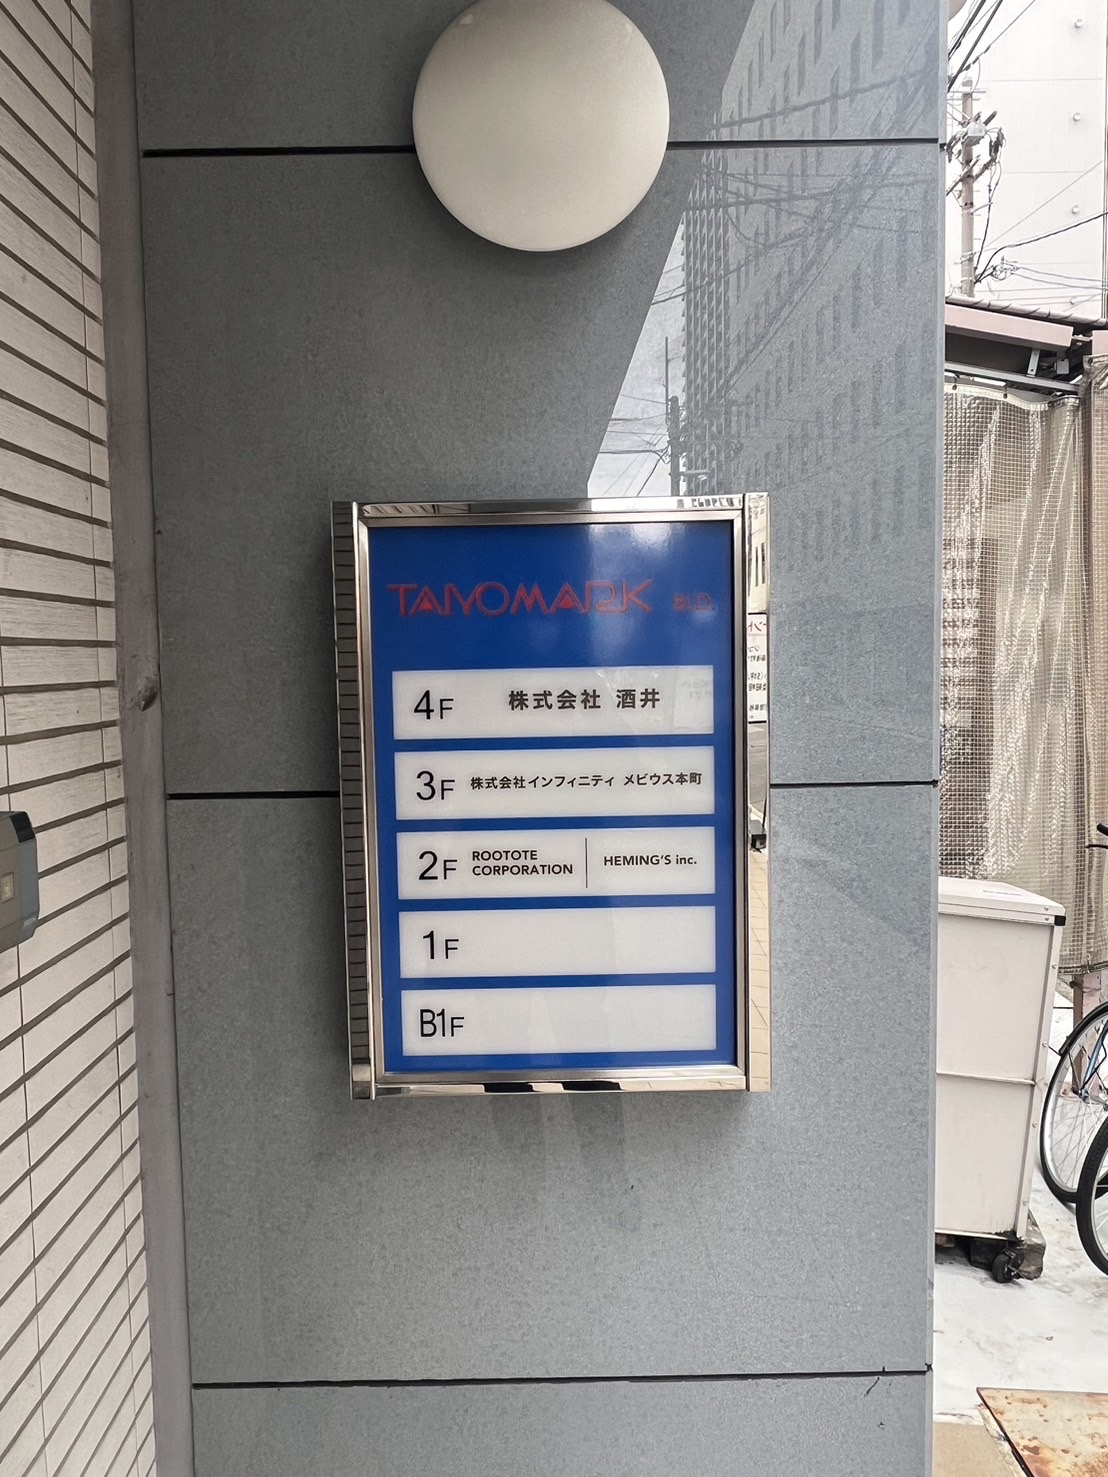 TAIYOMARK BLD.
4F 株式会社 酒井
3F 株式会社インフィニティ メビウス本町
2F ROOTOTE CORPORATION HEMING'S inc.
1F
B1F